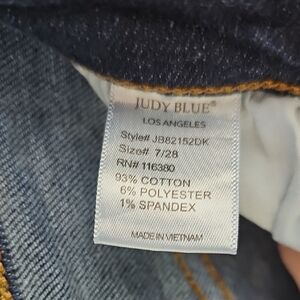 JUDY BLUE®
LOS ANGELES
Style# JB82152DK
Size# 7/28
RN# 116380
93% COTTON
6% POLYESTER
1% SPANDEX
MADE IN VIETNAM